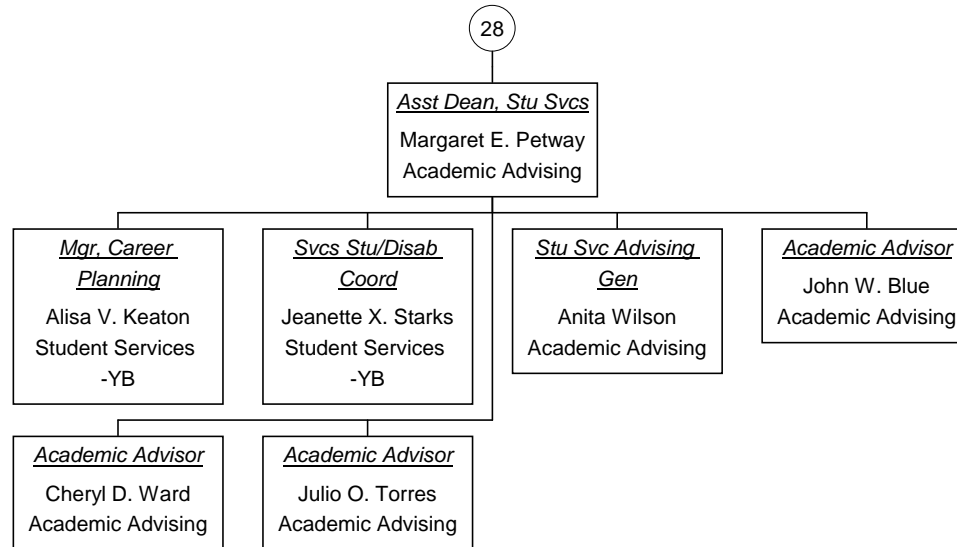 28
Asst Dean, Stu Svcs
Margaret E. Petway
Academic Advising
Mgr, Career
Planning
Alisa V. Keaton
Student Services
-YB
Svcs Stu/Disab
Coord
Jeanette X. Starks
Student Services
-YB
Stu Svc Advising
Gen
Anita Wilson
Academic Advising
Academic Advisor
John W. Blue
Academic Advising
Academic Advisor
Cheryl D. Ward
Academic Advising
Academic Advisor
Julio O. Torres
Academic Advising